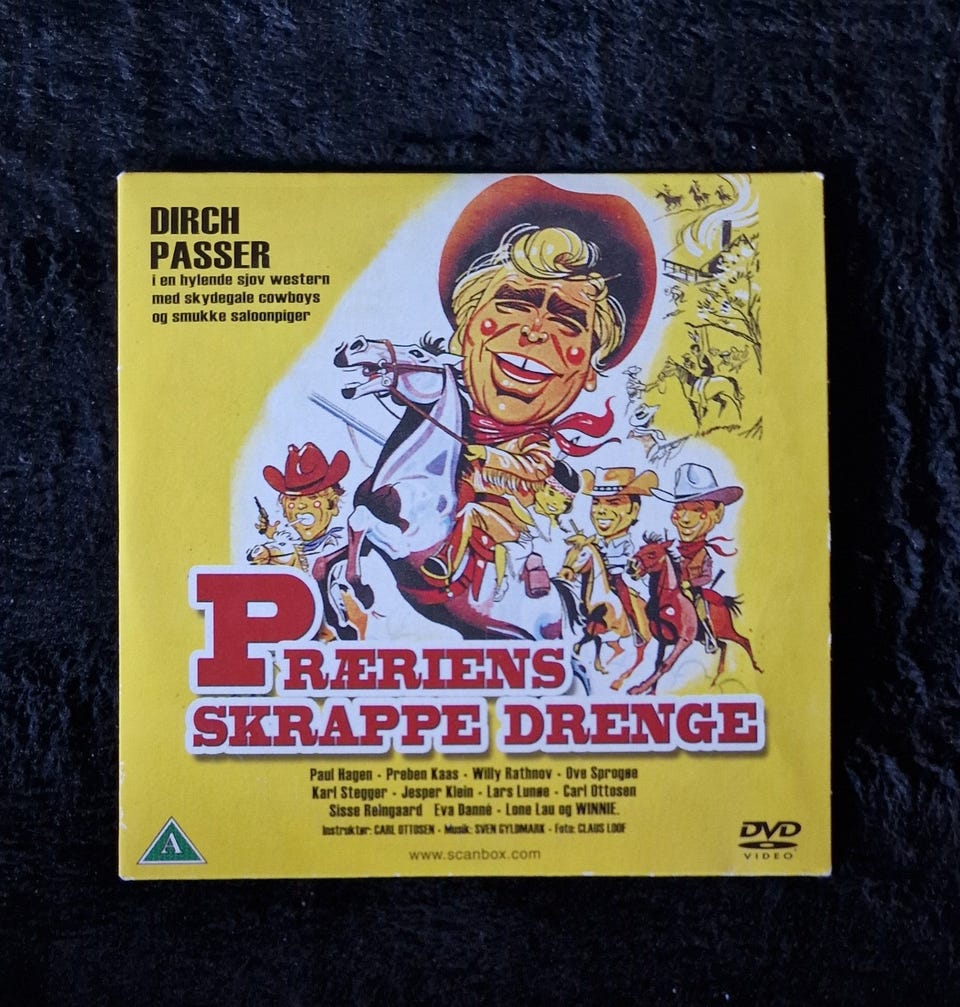 DIRCH
PASSER
i en hylende sjov western
med skydegale cowboys
og smukke saloonpiger
PRÆRIENS
SKRAPPE DRENGE
Paul Hagen - Preben Kaas - Willy Rathnov - Ove Sprogøe
Karl Stegger - Jesper Klein - Lars Lunøe - Carl Ottosen
Sisse Reingaard Eva Danné - Lone Lau og WINNIE.
Instruktør: CARL OTTOSEN - Musik: SVEN GYLDMARK - Foto: CLAUS LOOF
www.scanbox.com
A
DVD
VIDEO